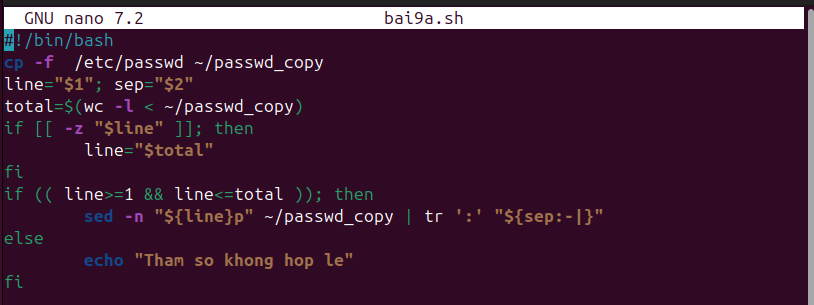 GNU nano 7.2 bai9a.sh
#!/bin/bash
cp -f  /etc/passwd ~/passwd_copy
line="$1"; sep="$2"
total=$(wc -l < ~/passwd_copy)
if [[ -z "$line" ]]; then
        line="$total"
fi
if (( line>=1 && line<=total )); then
        sed -n "${line}p" ~/passwd_copy | tr ':' "${sep:-|}"
else
        echo "Tham so khong hop le"
fi